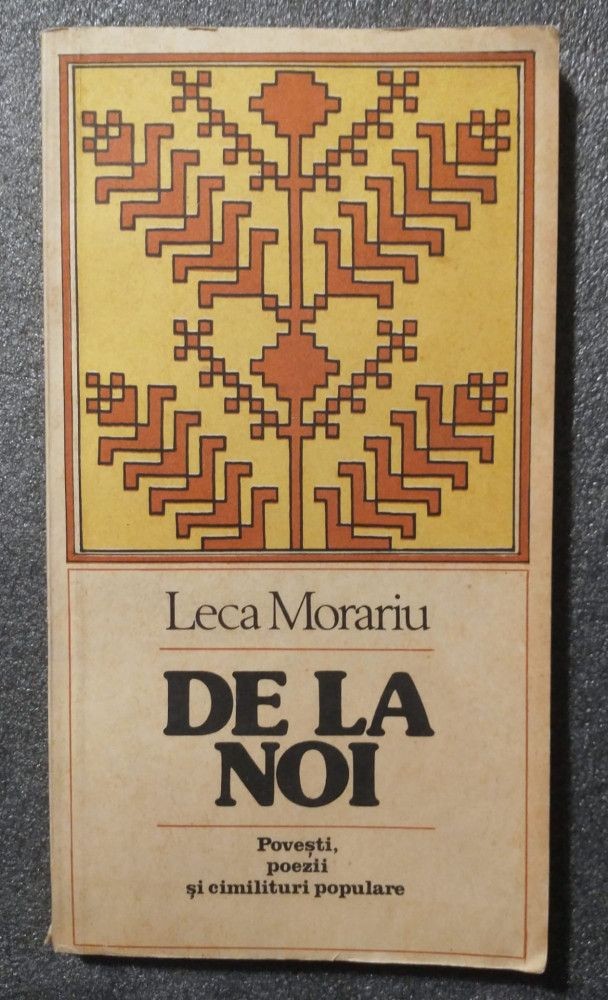 Leca Morariu
DE LA
NOI
Povești,
poezii
și cimilituri populare